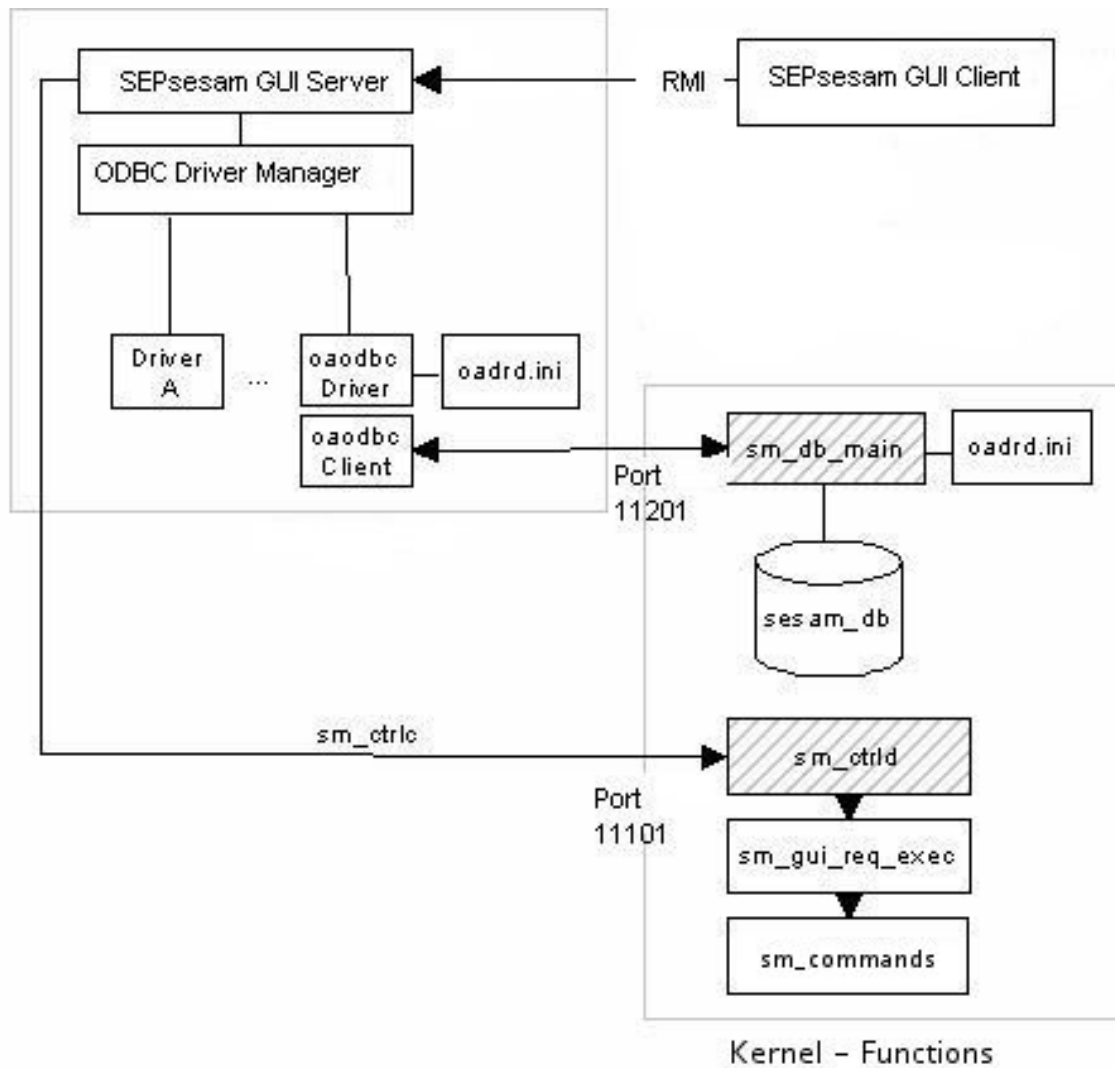 SEPsesam GUI Server
RMI
SEPsesam GUI Client
ODBC Driver Manager
Driver
A
...
oaodbc
Driver
oadrd.ini
oaodbc
Client
Port
11201
sm_db_main
oadrd.ini
sesam_db
sm_ctrlc
Port
11101
sm_ctrld
sm_gui_req_exec
sm_commands
Kernel - Functions